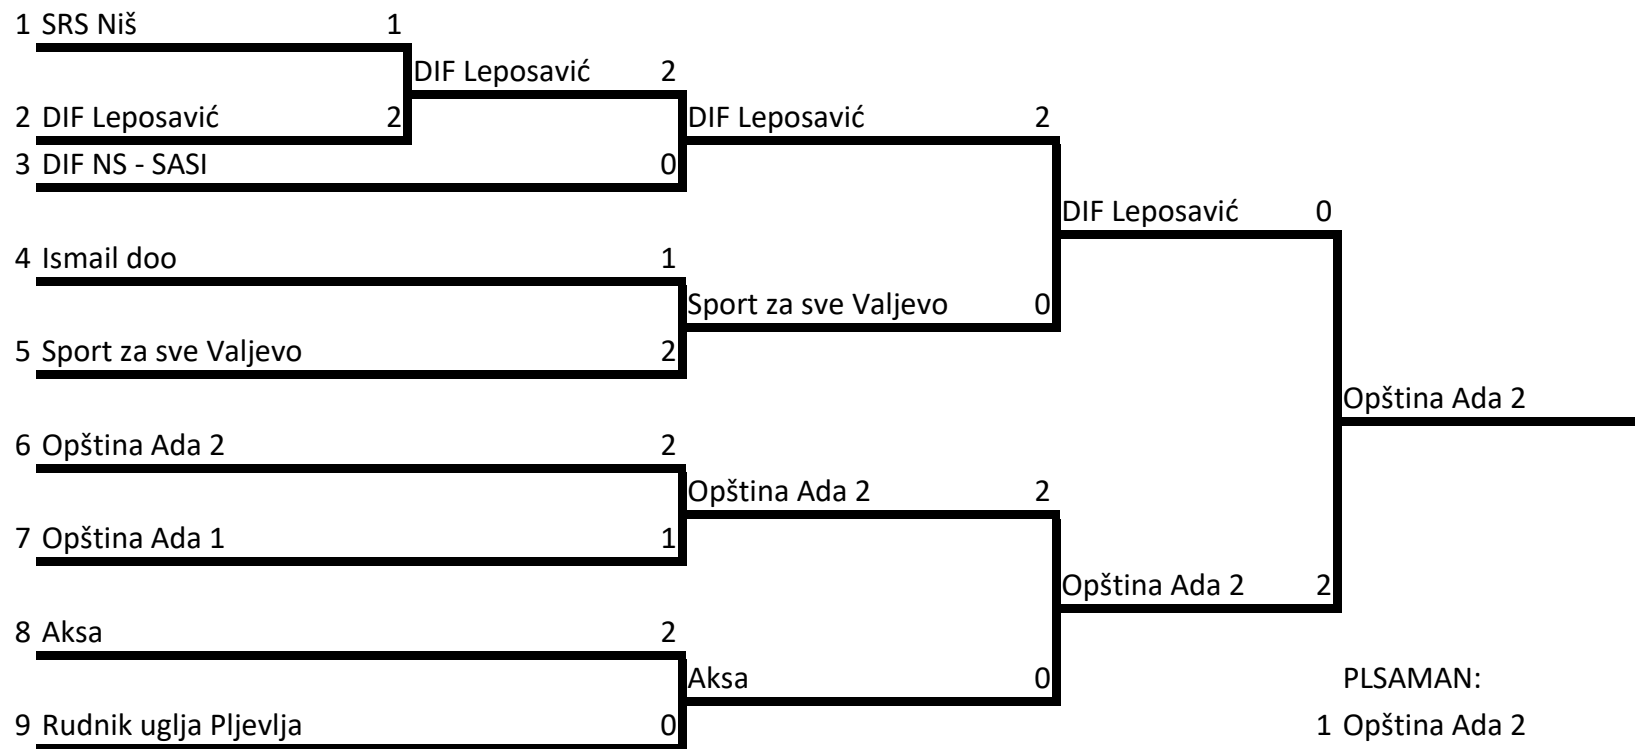 1 SRS Niš 1
DIF Leposavić 2
2 DIF Leposavić 2
DIF Leposavić 2
3 DIF NS - SASI 0
DIF Leposavić 0
4 Ismail doo 1
Sport za sve Valjevo 0
5 Sport za sve Valjevo 2
Opština Ada 2
6 Opština Ada 2 2
Opština Ada 2 2
7 Opština Ada 1 1
Opština Ada 2 2
8 Aksa 2
Aksa 0
PLSAMAN:
9 Rudnik uglja Pljevlja 0
1 Opština Ada 2